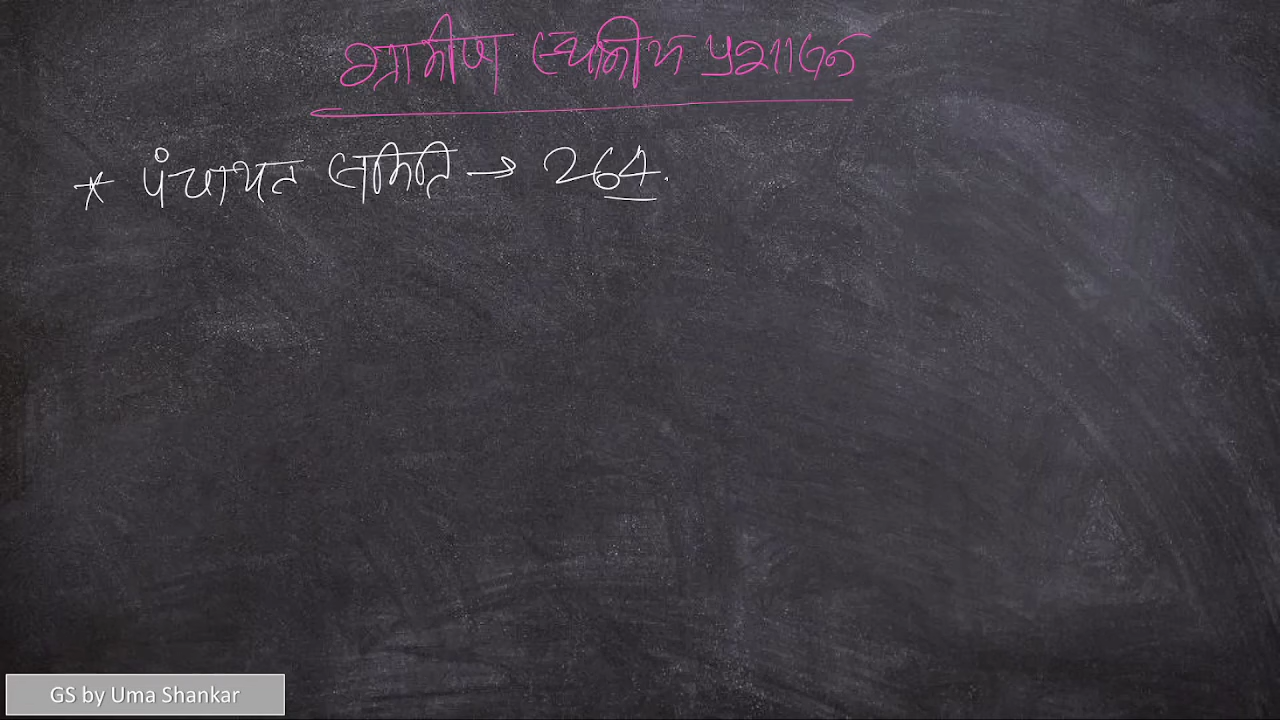 ग्रामीण स्थानीय प्रशासन
* पंचायत समिति → 264.
GS by Uma Shankar